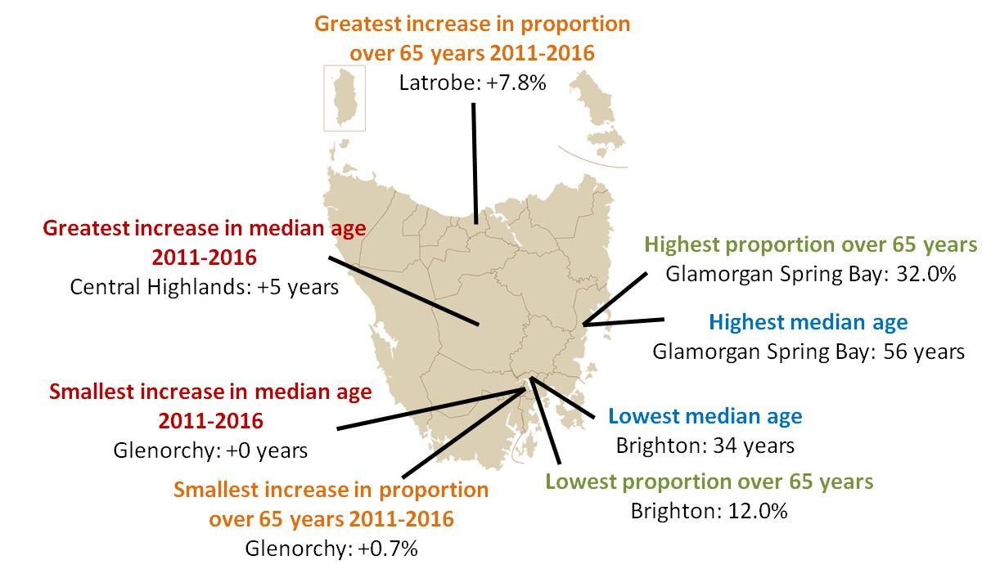 Greatest increase in proportion
over 65 years 2011-2016
Latrobe: +7.8%
Greatest increase in median age
2011-2016
Central Highlands: +5 years
Highest proportion over 65 years
Glamorgan Spring Bay: 32.0%
Highest median age
Glamorgan Spring Bay: 56 years
Smallest increase in median age
2011-2016
Glenorchy: +0 years
Lowest median age
Brighton: 34 years
Smallest increase in proportion
over 65 years 2011-2016
Glenorchy: +0.7%
Lowest proportion over 65 years
Brighton: 12.0%